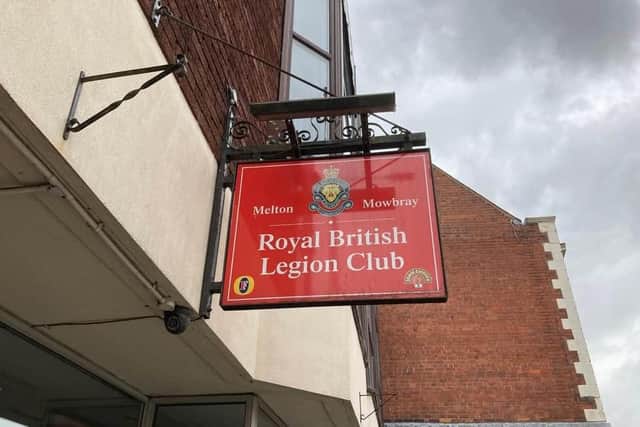 Melton Mowbray
Royal British
Legion Club